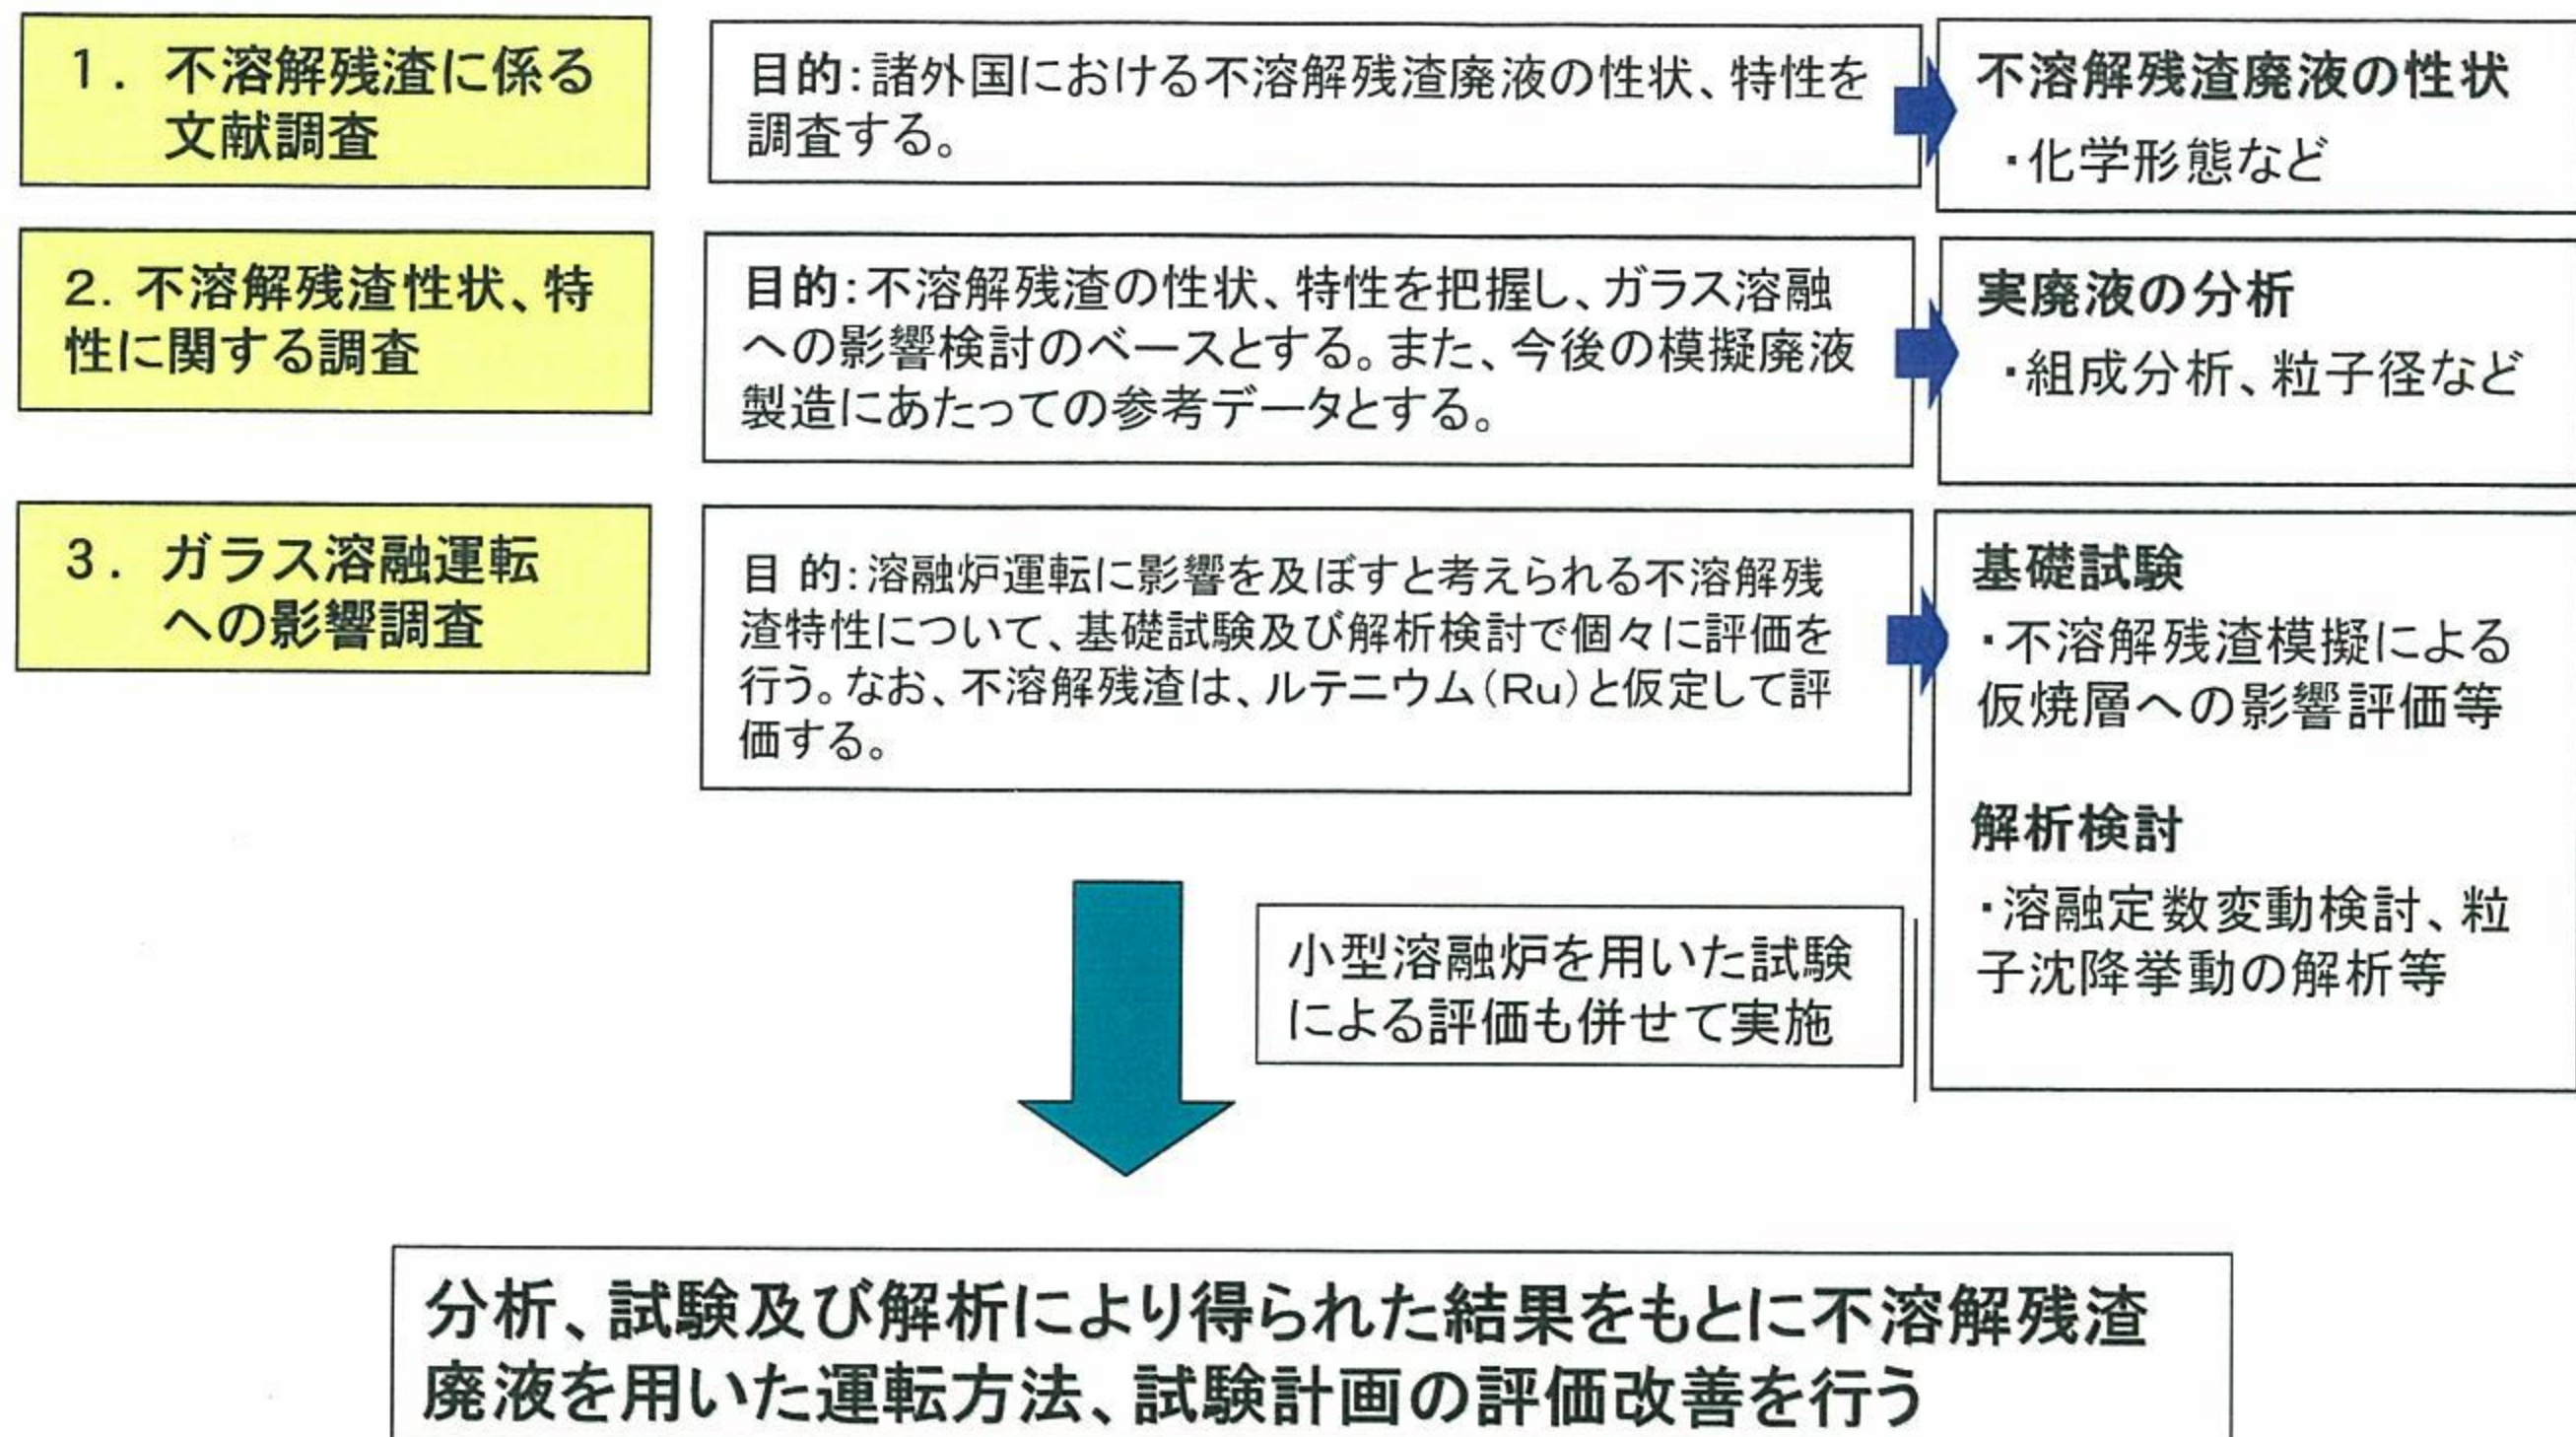 １．不溶解残渣に係る
文献調査
目的：諸外国における不溶解残渣廃液の性状、特性を
調査する。
不溶解残渣廃液の性状
・化学形態など
２．不溶解残渣性状、特
性に関する調査
目的：不溶解残渣の性状、特性を把握し、ガラス溶融
への影響検討のベースとする。また、今後の模擬廃液
製造にあたっての参考データとする。
実廃液の分析
・組成分析、粒子径など
３．ガラス溶融運転
への影響調査
目 的：溶融炉運転に影響を及ぼすと考えられる不溶解残
渣特性について、基礎試験及び解析検討で個々に評価を
行う。なお、不溶解残渣は、ルテニウム（Ru）と仮定して評
価する。
基礎試験
・不溶解残渣模擬による
仮焼層への影響評価等
解析検討
・溶融定数変動検討、粒
子沈降挙動の解析等
小型溶融炉を用いた試験
による評価も併せて実施
分析、試験及び解析により得られた結果をもとに不溶解残渣
廃液を用いた運転方法、試験計画の評価改善を行う